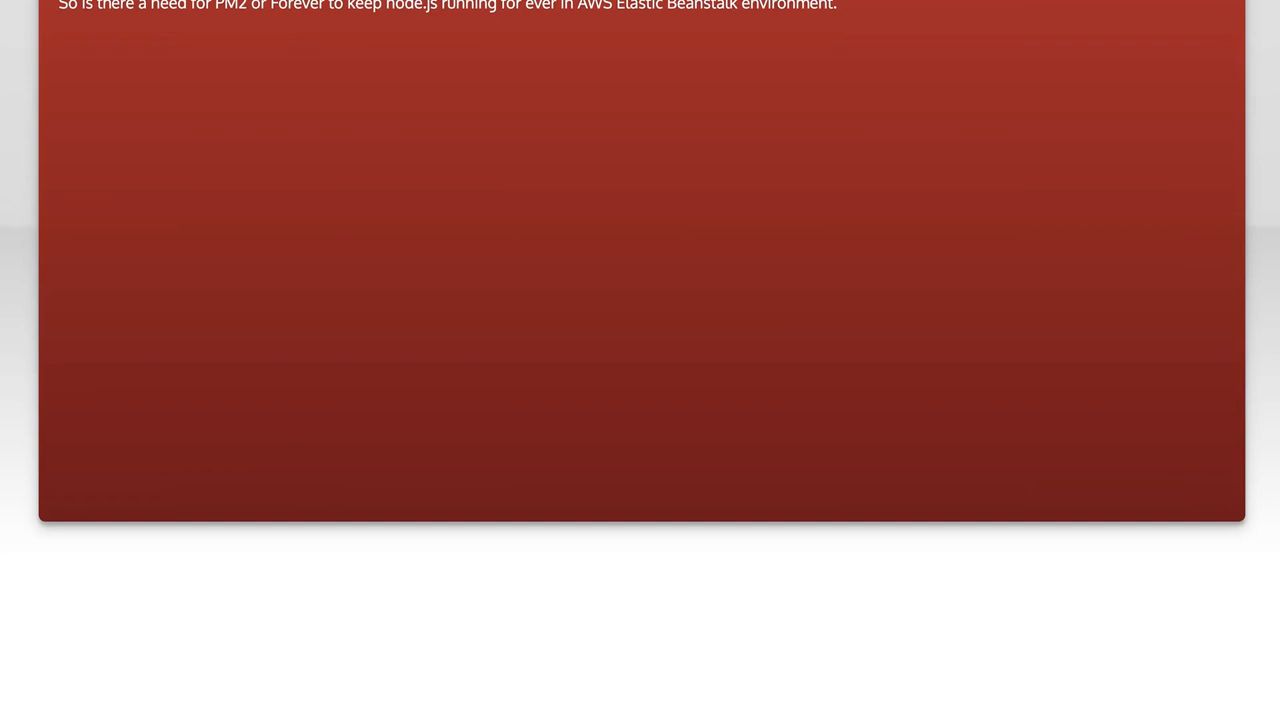 So is there a need for PM2 or Forever to keep node.js running for ever in AWS Elastic Beanstalk environment.